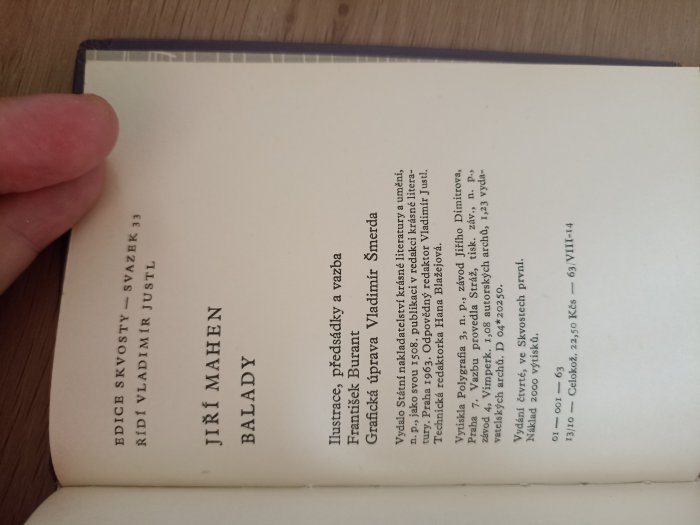 EDICE SKVOSTY — SVAZEK 33
ŘÍDÍ VLADIMÍR JUSTL
JIŘÍ MAHEN
BALADY
Ilustrace, předsádky a vazba
František Burant
Grafická úprava Vladimír Šmerda
Vydalo Státní nakladatelství krásné literatury a umění,
n. p., jako svou 1508. publikaci v redakci krásné litera-
tury. Praha 1963. Odpovědný redaktor Vladimír Justl.
Technická redaktorka Hana Blažejová.
Vytiskla Polygrafia 3, n. p., závod Jiřího Dimitrova,
Praha 7. Vazbu provedla Stráž, tisk. záv., n. p.,
závod 4, Vimperk. 1,08 autorských archů, 1,23 vyda-
vatelských archů. D 04*20250.
Vydání čtvrté, ve Skvostech první.
Náklad 2000 výtisků.
01 — 001 — 63
13/10 — Celokož. 22,50 Kčs — 63/VIII-14